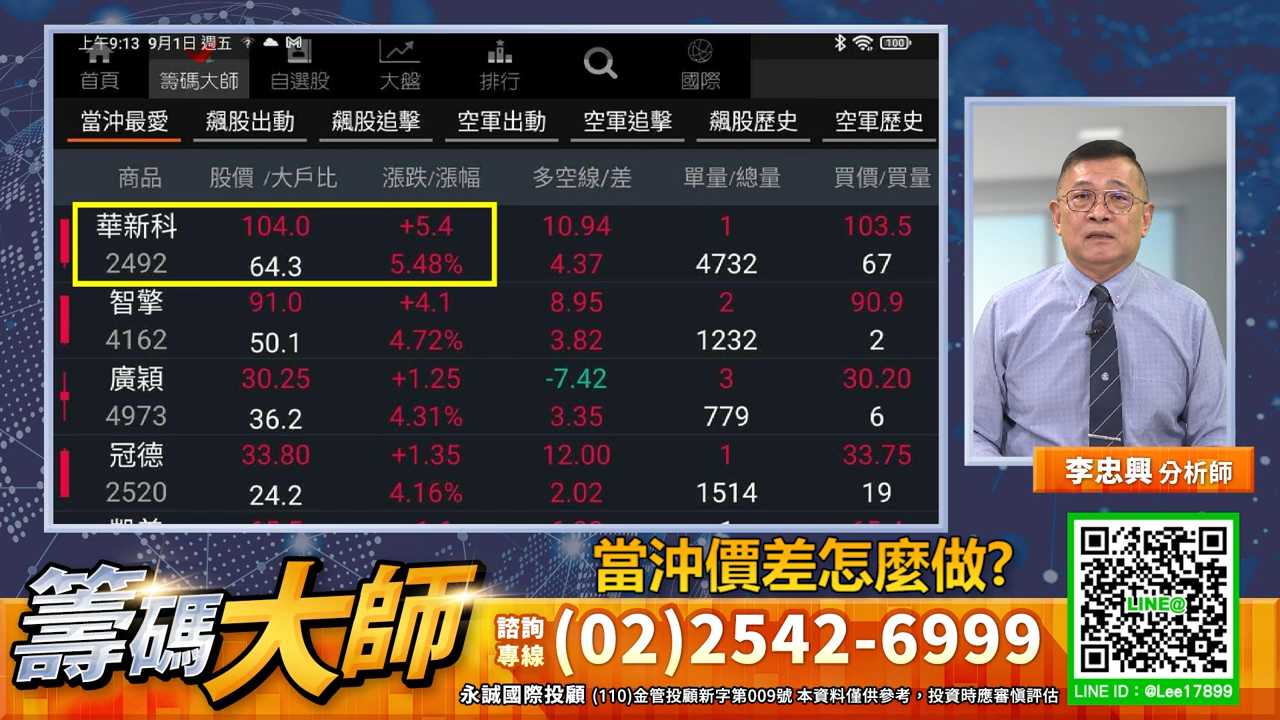 上午9:13 9月1日 週五
100
首頁 籌碼大師 自選股 大盤 排行 國際
當沖最愛 飆股出動 飆股追擊 空軍出動 空軍追擊 飆股歷史 空軍歷史
商品 股價 /大戶比 漲跌/漲幅 多空線/差 單量/總量 買價/買量
華新科 104.0 +5.4 10.94 1 103.5
2492 64.3 5.48% 4.37 4732 67
智擎 91.0 +4.1 8.95 2 90.9
4162 50.1 4.72% 3.82 1232 2
廣穎 30.25 +1.25 -7.42 3 30.20
4973 36.2 4.31% 3.35 779 6
冠德 33.80 +1.35 12.00 1 33.75
2520 24.2 4.16% 2.02 1514 19
李忠興 分析師
當沖價差怎麼做?
籌碼大師
諮詢專線 (02)2542-6999
永誠國際投顧 (110)金管投顧新字第009號 本資料僅供參考，投資時應審慎評估
LINE@
LINE ID：@Lee17899